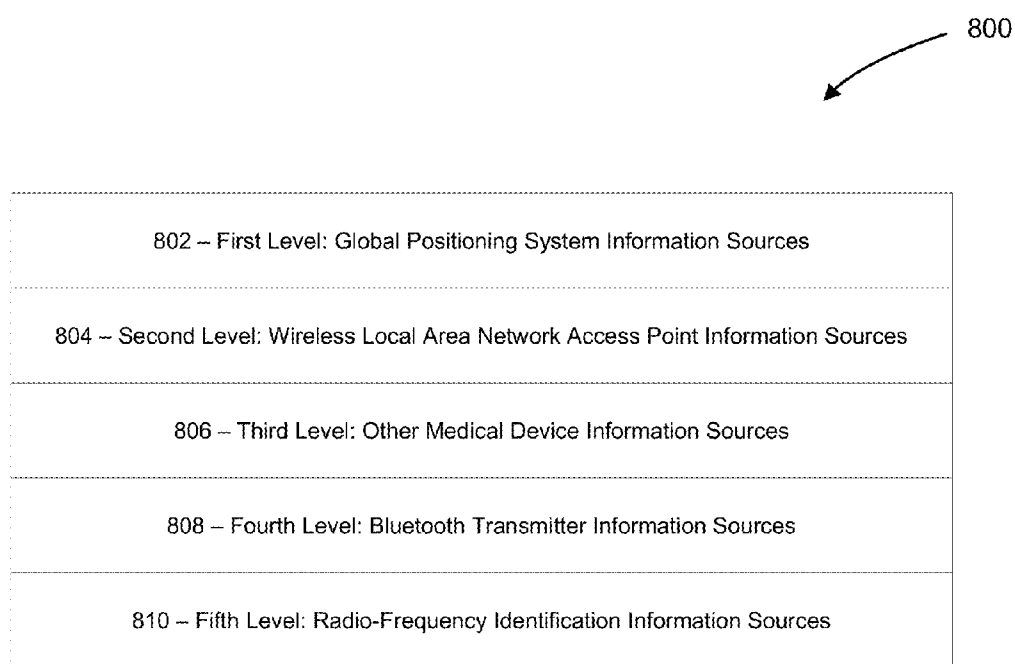 800
802 – First Level: Global Positioning System Information Sources
804 – Second Level: Wireless Local Area Network Access Point Information Sources
806 – Third Level: Other Medical Device Information Sources
808 – Fourth Level: Bluetooth Transmitter Information Sources
810 – Fifth Level: Radio-Frequency Identification Information Sources